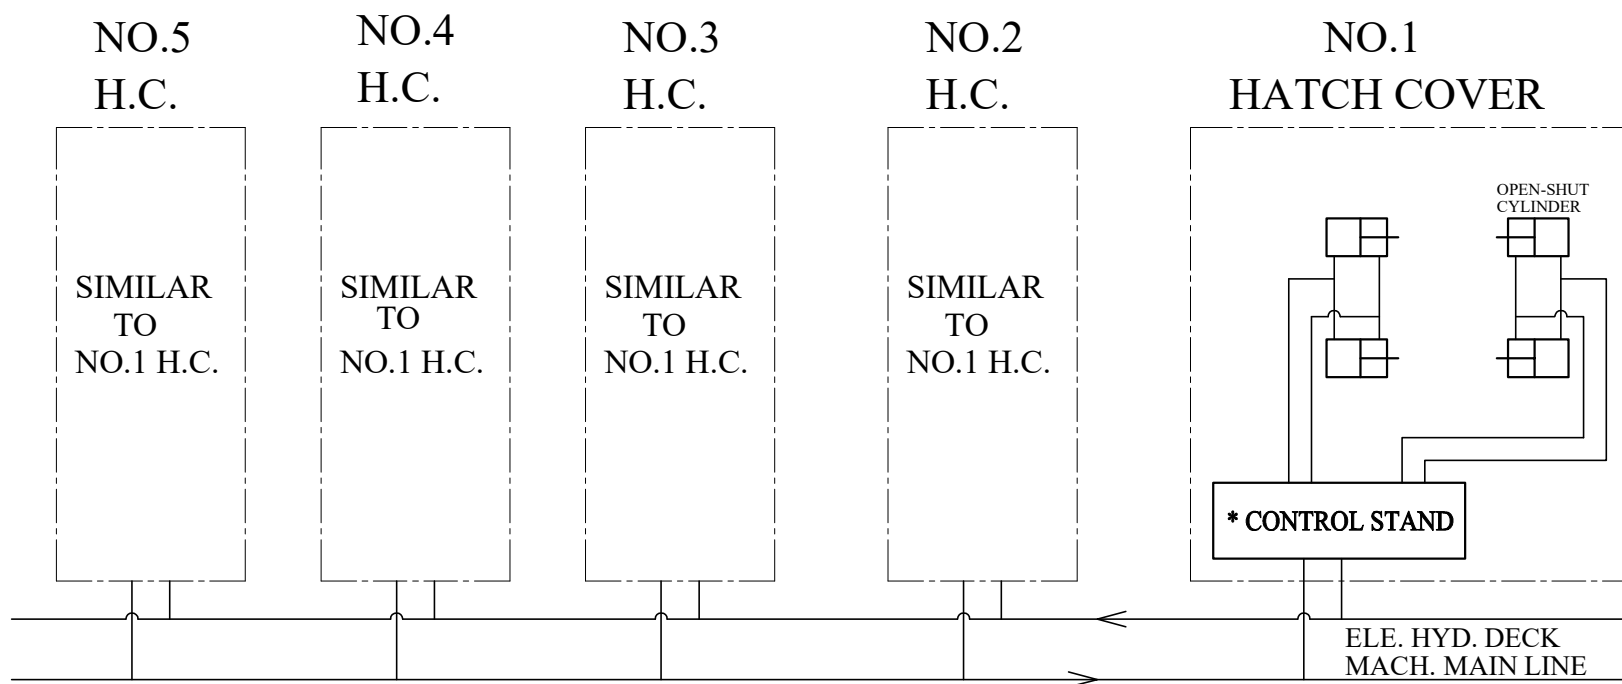 NO.5
H.C.
NO.4
H.C.
NO.3
H.C.
NO.2
H.C.
NO.1
HATCH COVER
SIMILAR
TO
NO.1 H.C.
SIMILAR
TO
NO.1 H.C.
SIMILAR
TO
NO.1 H.C.
SIMILAR
TO
NO.1 H.C.
OPEN-SHUT
CYLINDER
* CONTROL STAND
ELE. HYD. DECK
MACH. MAIN LINE